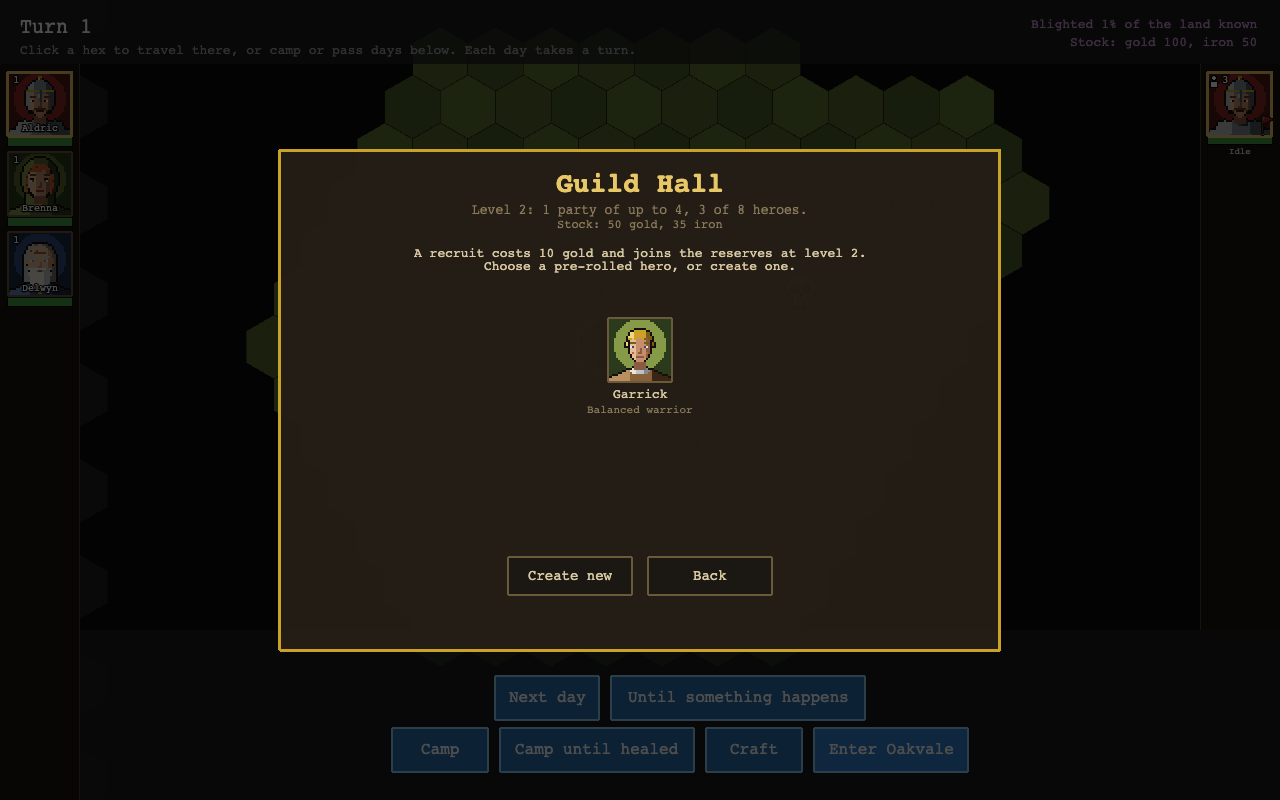 Turn 1
Click a hex to travel there, or camp or pass days below. Each day takes a turn.
Blighted 1% of the land known
Stock: gold 100, iron 50
1
Aldric
1
Brenna
1
Delwyn
3
Idle
Guild Hall
Level 2: 1 party of up to 4, 3 of 8 heroes.
Stock: 50 gold, 35 iron
A recruit costs 10 gold and joins the reserves at level 2.
Choose a pre-rolled hero, or create one.
Garrick
Balanced warrior
Create new
Back
Next day
Until something happens
Camp
Camp until healed
Craft
Enter Oakvale